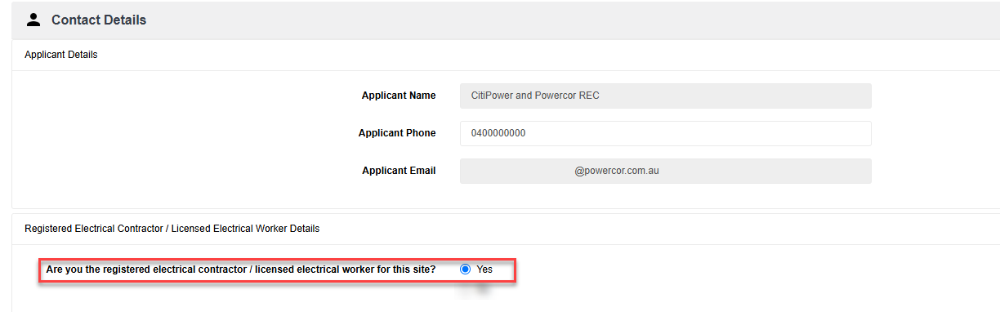 Contact Details
Applicant Details
Applicant Name CitiPower and Powercor REC
Applicant Phone 0400000000
Applicant Email @powercor.com.au
Registered Electrical Contractor / Licensed Electrical Worker Details
Are you the registered electrical contractor / licensed electrical worker for this site? Yes